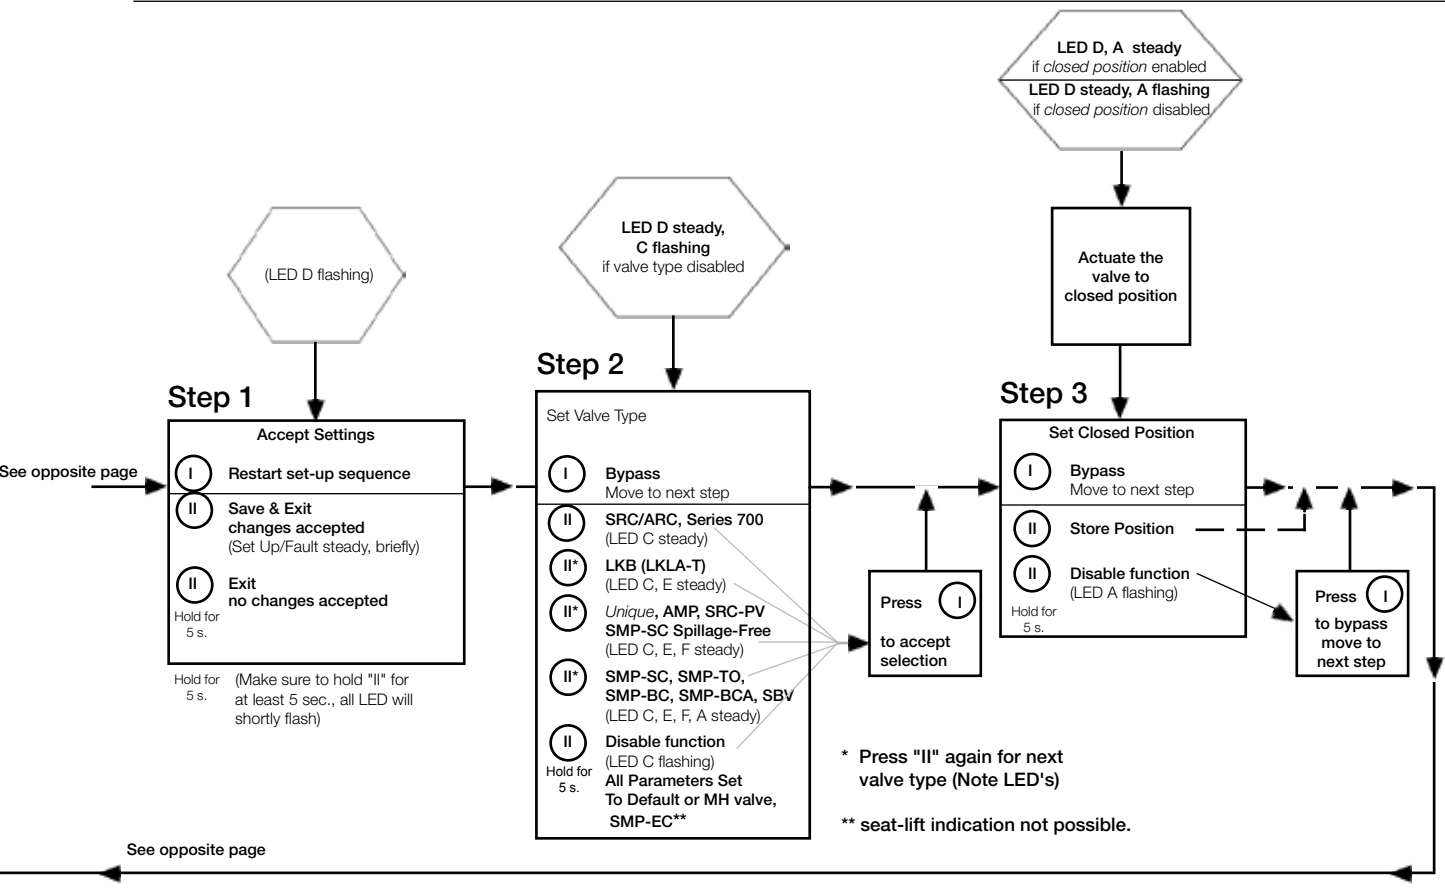 LED D, A steady
if closed position enabled
LED D steady, A flashing
if closed position disabled
Actuate the
valve to
closed position
LED D steady,
C flashing
if valve type disabled
(LED D flashing)
See opposite page
Step 1
Accept Settings
I Restart set-up sequence
II Save & Exit
changes accepted
(Set Up/Fault steady, briefly)
II Exit
no changes accepted
Hold for
5 s.
Hold for
5 s.
(Make sure to hold "II" for
at least 5 sec., all LED will
shortly flash)
Step 2
Set Valve Type
I Bypass
Move to next step
II SRC/ARC, Series 700
(LED C steady)
II* LKB (LKLA-T)
(LED C, E steady)
II* Unique, AMP, SRC-PV
SMP-SC Spillage-Free
(LED C, E, F steady)
II* SMP-SC, SMP-TO,
SMP-BC, SMP-BCA, SBV
(LED C, E, F, A steady)
II Disable function
(LED C flashing)
Hold for
5 s.
All Parameters Set
To Default or MH valve,
SMP-EC**
Press I
to accept
selection
Step 3
Set Closed Position
I Bypass
Move to next step
II Store Position
II Disable function
(LED A flashing)
Hold for
5 s.
Press I
to bypass
move to
next step
* Press "II" again for next
valve type (Note LED's)
** seat-lift indication not possible.
See opposite page